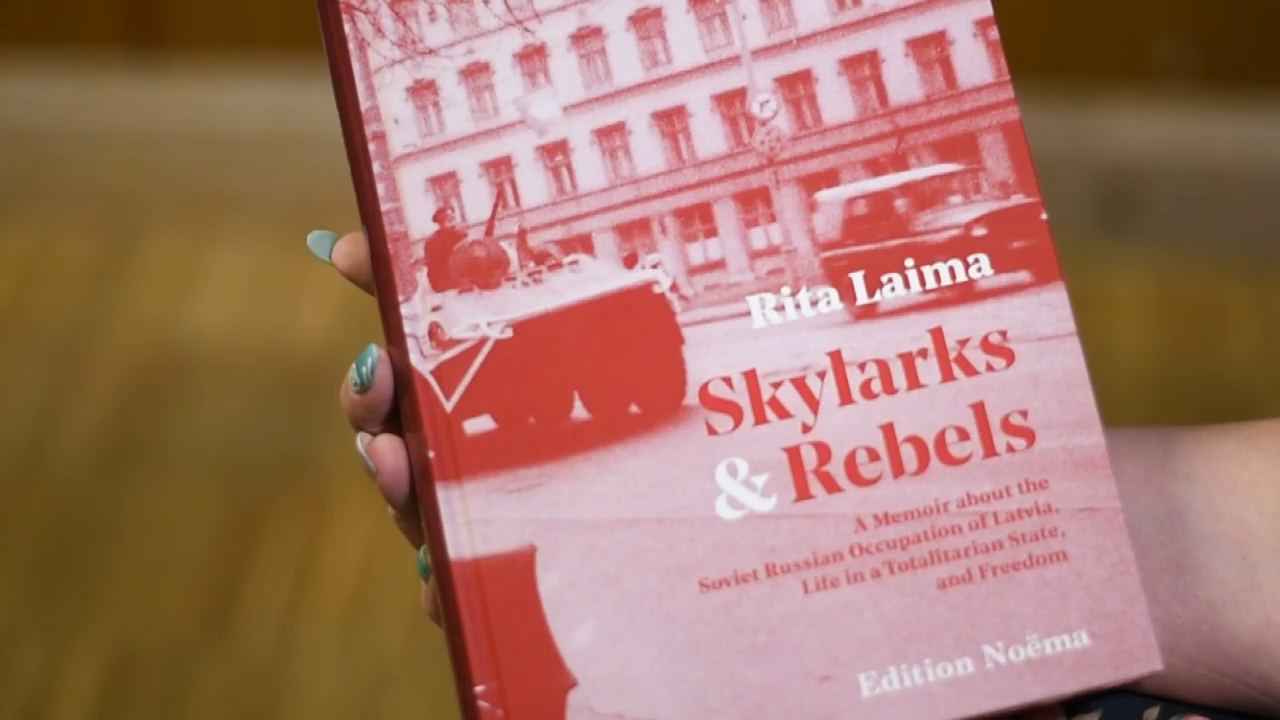 Rita Laima
Skylarks
& Rebels
A Memoir about the
Soviet Russian Occupation of Latvia,
Life in a Totalitarian State,
and Freedom
Edition Noëma